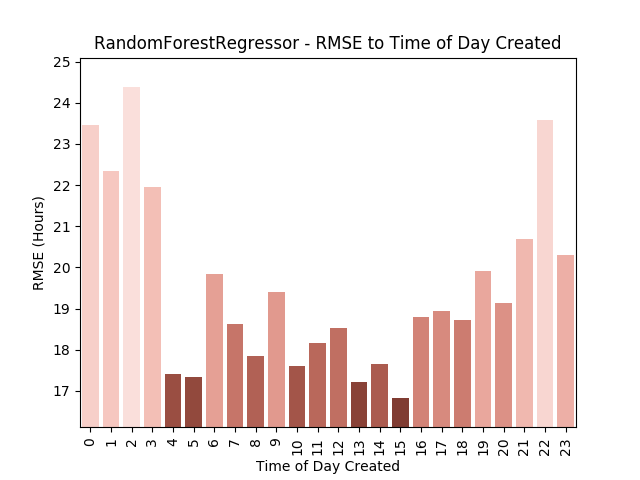 RandomForestRegressor - RMSE to Time of Day Created
25
24
23
22
21
20
19
18
17
RMSE (Hours)
0 1 2 3 4 5 6 7 8 9 10 11 12 13 14 15 16 17 18 19 20 21 22 23
Time of Day Created